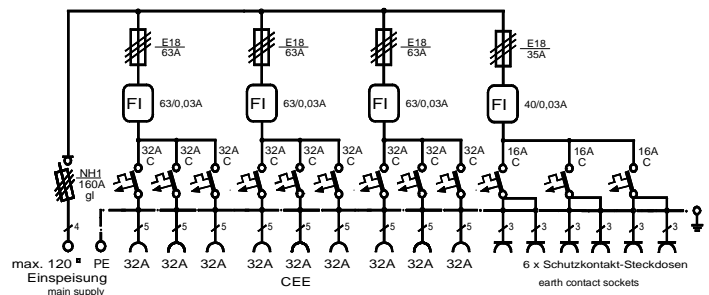 E18
63A
E18
63A
E18
63A
E18
35A
FI 63/0,03A
FI 63/0,03A
FI 63/0,03A
FI 40/0,03A
32A 32A 32A 32A 32A 32A 32A 32A 32A 16A 16A 16A
C C C C C C C C C C C C
NH1
160A
gl
4 5 5 5 5 5 5 5 5 5 3 3 3 3 3 3
max. 120 PE 32A 32A 32A 32A 32A 32A 32A 32A 32A 6 x Schutzkontakt-Steckdosen
Einspeisung CEE earth contact sockets
main supply